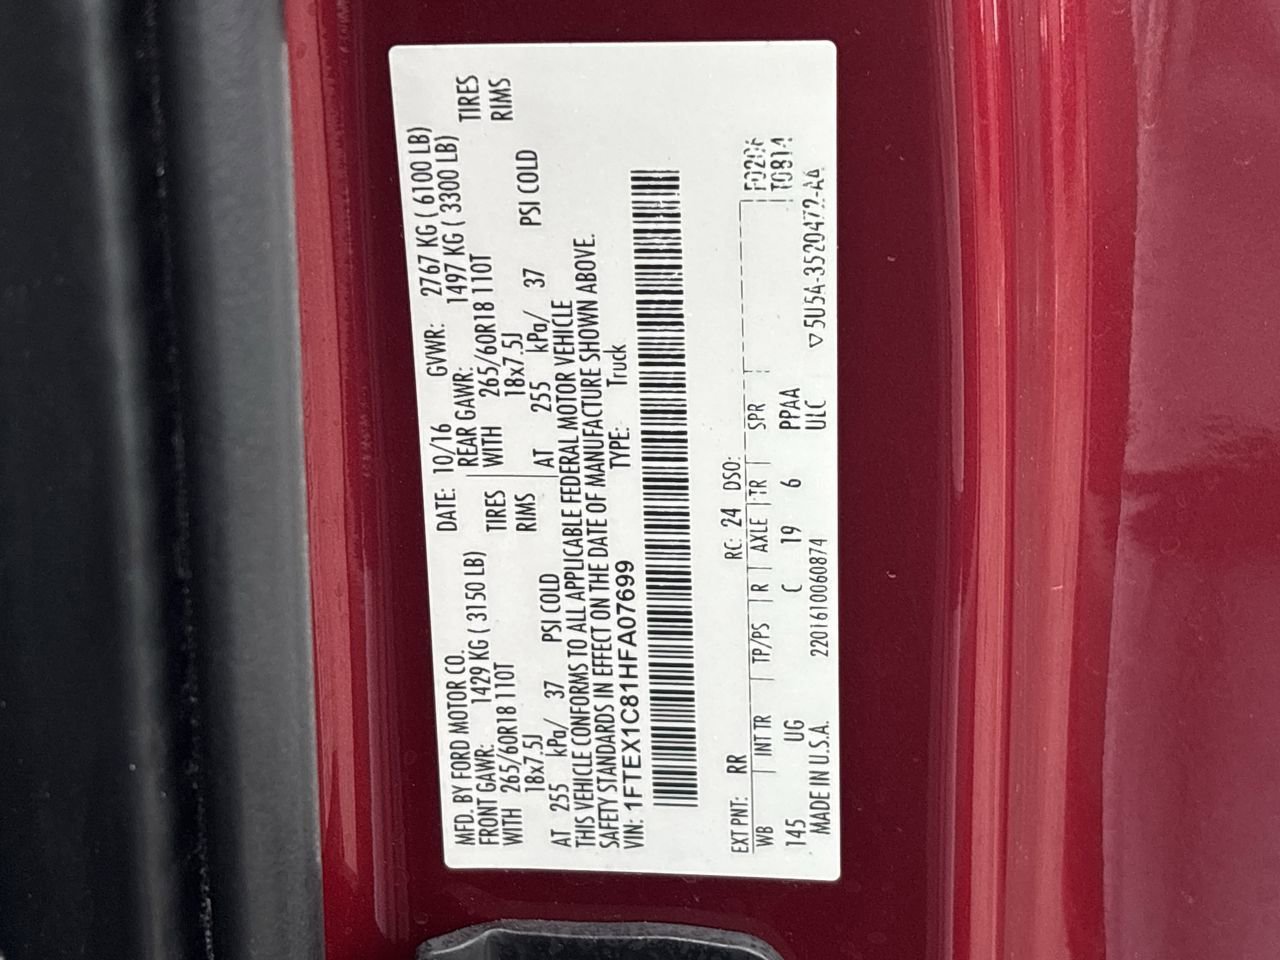 MFD. BY FORD MOTOR CO. DATE: 10/16 GVWR: 2767 KG ( 6100 LB)
FRONT GAWR: 1429 KG ( 3150 LB) REAR GAWR: 1497 KG ( 3300 LB)
WITH 265/60R18 110T TIRES WITH 265/60R18 110T TIRES
18x7.5J RIMS 18x7.5J RIMS
AT 255 kPa/ 37 PSI COLD AT 255 kPa/ 37 PSI COLD
THIS VEHICLE CONFORMS TO ALL APPLICABLE FEDERAL MOTOR VEHICLE
SAFETY STANDARDS IN EFFECT ON THE DATE OF MANUFACTURE SHOWN ABOVE.
VIN: 1FTEX1C81HFA07699 TYPE: Truck
EXT PNT: RR RC: 24 DSO: F0206
WB INT TR TP/PS R AXLE TR SPR T0814
145 UG C 19 6 PPAA
MADE IN U.S.A. 2201610060874 ULC ▽5U5A-3520472-AA